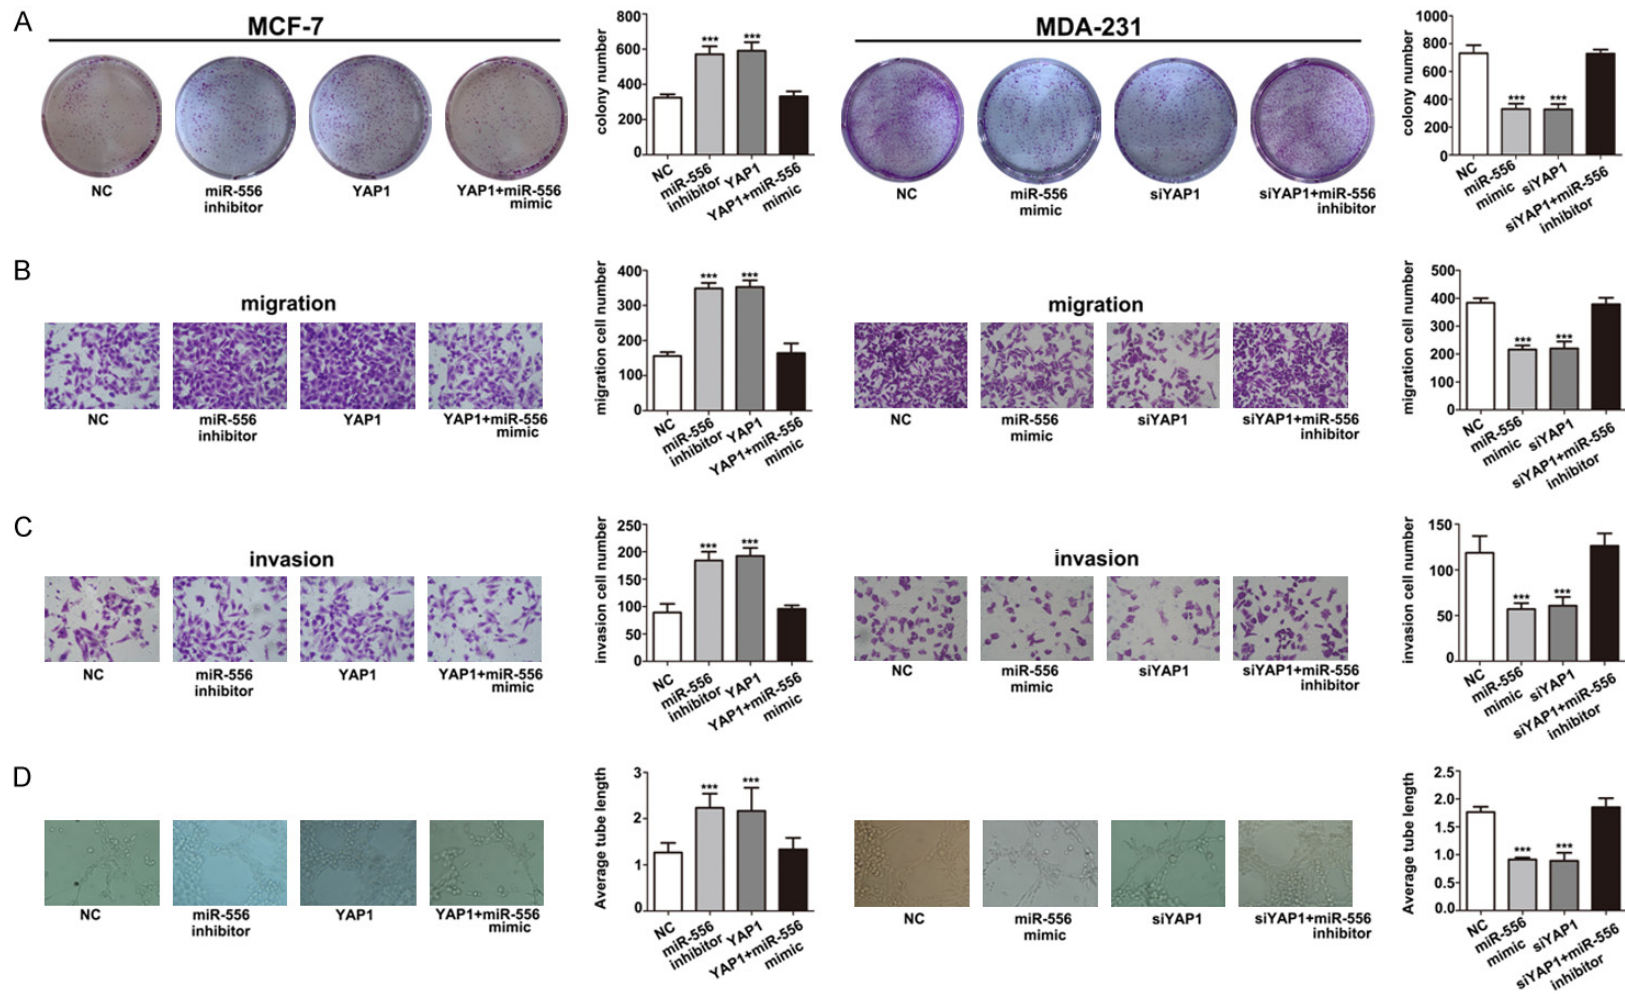 A
MCF-7
NC
miR-556
inhibitor
YAP1
YAP1+miR-556
mimic
colony number
800
600
400
200
0
***
***
NC
miR-556
inhibitor
YAP1
YAP1+miR-556
mimic
MDA-231
NC
miR-556
mimic
siYAP1
siYAP1+miR-556
inhibitor
colony number
1000
800
600
400
200
0
***
***
NC
miR-556
mimic
siYAP1
siYAP1+miR-556
inhibitor
B
migration
NC
miR-556
inhibitor
YAP1
YAP1+miR-556
mimic
migration cell number
400
300
200
100
0
***
***
NC
miR-556
inhibitor
YAP1
YAP1+miR-556
mimic
migration
NC
miR-556
mimic
siYAP1
siYAP1+miR-556
inhibitor
migration cell number
500
400
300
200
100
0
***
***
NC
miR-556
mimic
siYAP1
siYAP1+miR-556
inhibitor
C
invasion
NC
miR-556
inhibitor
YAP1
YAP1+miR-556
mimic
invasion cell number
250
200
150
100
50
0
***
***
NC
miR-556
inhibitor
YAP1
YAP1+miR-556
mimic
invasion
NC
miR-556
mimic
siYAP1
siYAP1+miR-556
inhibitor
invasion cell number
150
100
50
0
***
***
NC
miR-556
mimic
siYAP1
siYAP1+miR-556
inhibitor
D
NC
miR-556
inhibitor
YAP1
YAP1+miR-556
mimic
Average tube length
3
2
1
0
***
***
NC
miR-556
inhibitor
YAP1
YAP1+miR-556
mimic
NC
miR-556
mimic
siYAP1
siYAP1+miR-556
inhibitor
Average tube length
2.5
2.0
1.5
1.0
0.5
0.0
***
***
NC
miR-556
mimic
siYAP1
siYAP1+miR-556
inhibitor